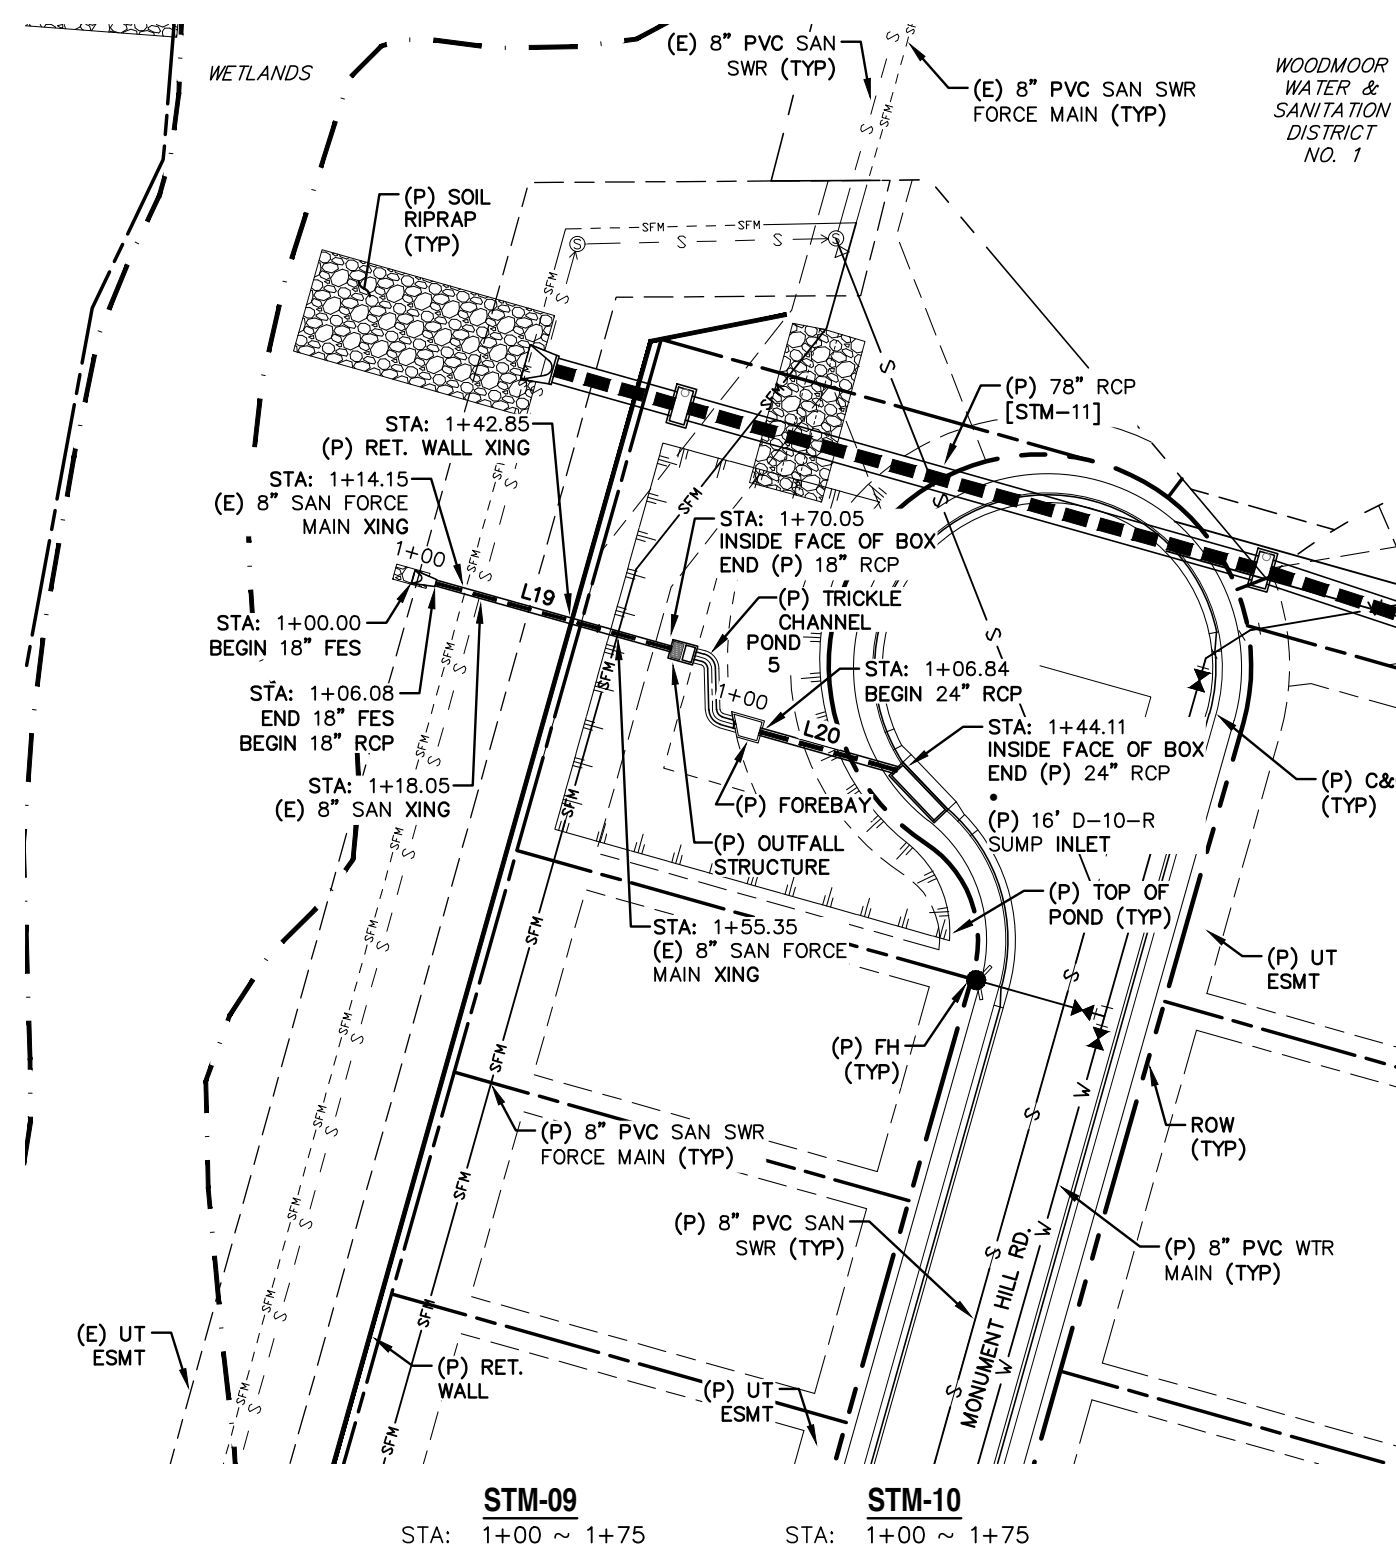 WETLANDS
(E) 8" PVC SAN
SWR (TYP)
(E) 8" PVC SAN SWR
FORCE MAIN (TYP)
WOODMOOR
WATER &
SANITATION
DISTRICT
NO. 1
(P) SOIL
RIPRAP
(TYP)
(P) 78" RCP
[STM-11]
STA: 1+42.85
(P) RET. WALL XING
STA: 1+14.15
(E) 8" SAN FORCE
MAIN XING
1+00
L19
STA: 1+00.00
BEGIN 18" FES
STA: 1+06.08
END 18" FES
BEGIN 18" RCP
STA: 1+18.05
(E) 8" SAN XING
STA: 1+70.05
INSIDE FACE OF BOX
END (P) 18" RCP
(P) TRICKLE
CHANNEL
POND
5
1+00
STA: 1+06.84
BEGIN 24" RCP
L20
STA: 1+44.11
INSIDE FACE OF BOX
END (P) 24" RCP
•
(P) 16' D-10-R
SUMP INLET
(P) C&
(TYP)
(P) FOREBAY
(P) OUTFALL
STRUCTURE
(P) TOP OF
POND (TYP)
STA: 1+55.35
(E) 8" SAN FORCE
MAIN XING
(P) UT
ESMT
(P) FH
(TYP)
ROW
(TYP)
(P) 8" PVC SAN SWR
FORCE MAIN (TYP)
(P) 8" PVC SAN
SWR (TYP)
(P) 8" PVC WTR
MAIN (TYP)
MONUMENT HILL RD.
(E) UT
ESMT
(P) RET.
WALL
(P) UT
ESMT
STM-09
STA: 1+00 ~ 1+75
STM-10
STA: 1+00 ~ 1+75